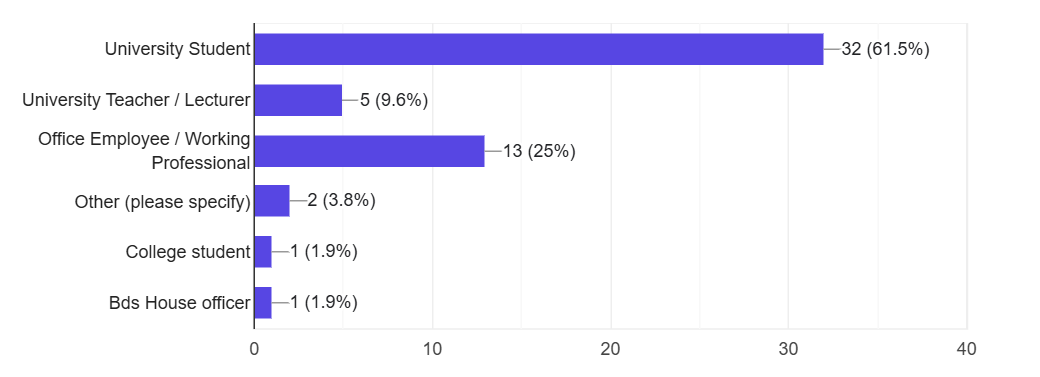 University Student
32 (61.5%)
University Teacher / Lecturer
5 (9.6%)
Office Employee / Working
Professional
13 (25%)
Other (please specify)
2 (3.8%)
College student
1 (1.9%)
Bds House officer
1 (1.9%)
0
10
20
30
40